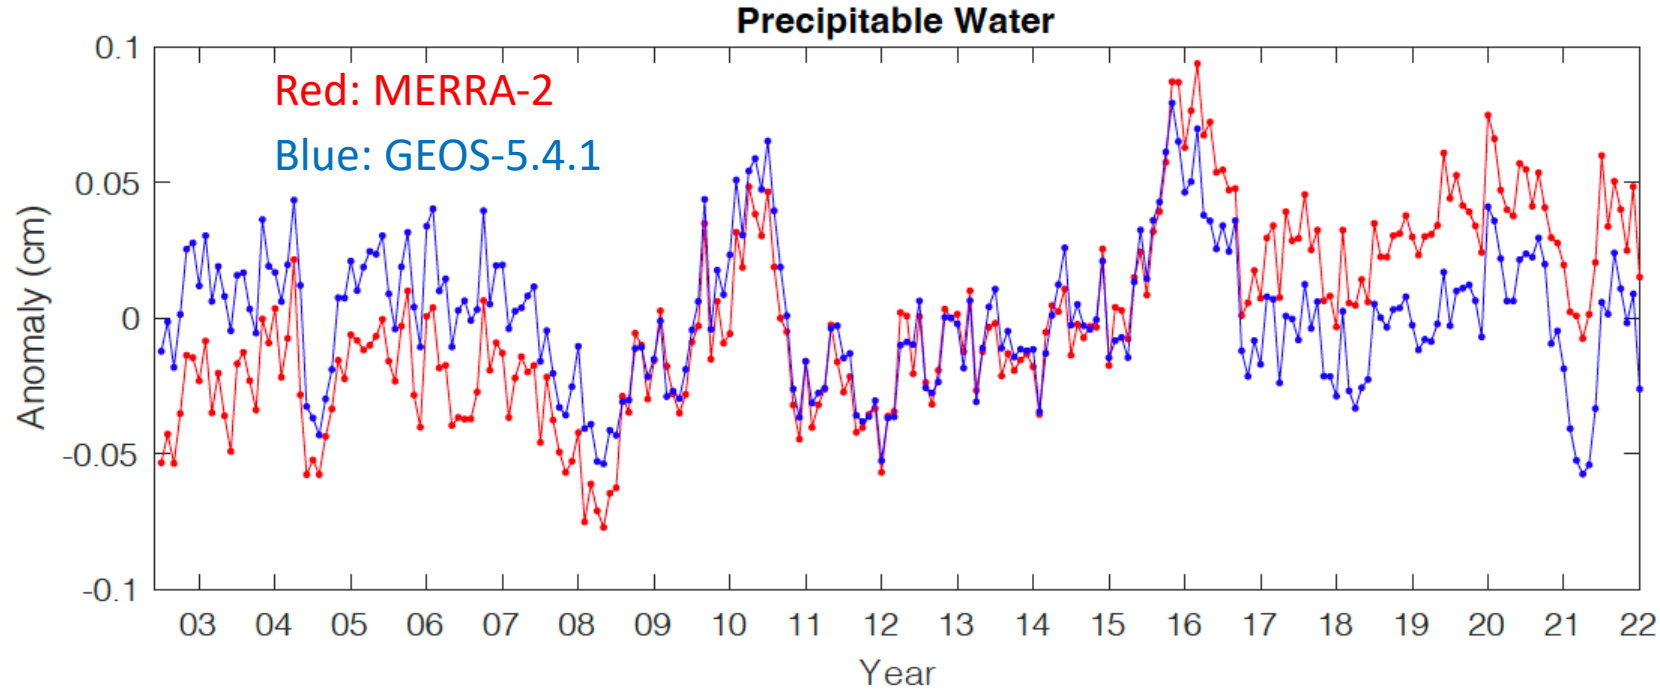 Precipitable Water
Red: MERRA-2
Blue: GEOS-5.4.1
Anomaly (cm)
0.1
0.05
0
-0.05
-0.1
03 04 05 06 07 08 09 10 11 12 13 14 15 16 17 18 19 20 21 22
Year